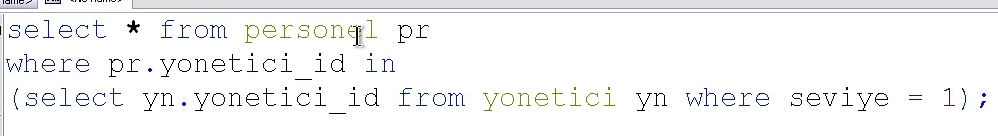 select * from personel pr
where pr.yonetici_id in
(select yn.yonetici_id from yonetici yn where seviye = 1);